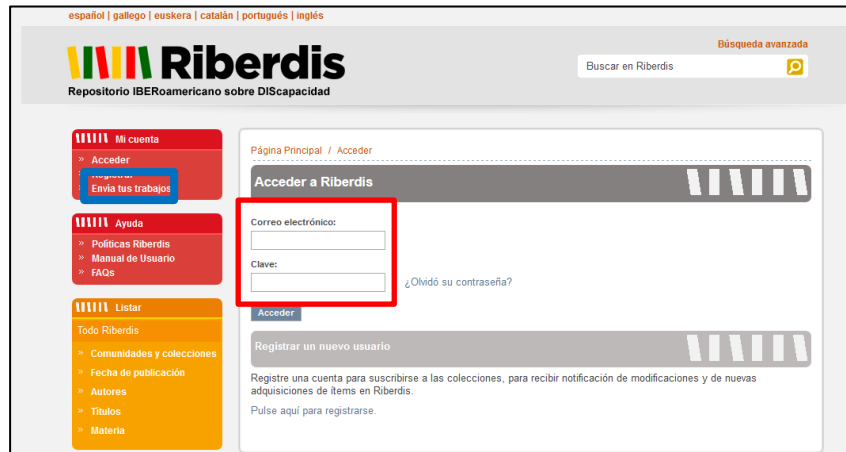 español | gallego | euskera | catalán | portugués | inglés
Búsqueda avanzada
Riberdis
Buscar en Riberdis
Repositorio IBERoamericano sobre DIScapacidad
Mi cuenta
» Acceder
Registrar
Envía tus trabajos
Ayuda
» Políticas Riberdis
» Manual de Usuario
» FAQs
Listar
Todo Riberdis
» Comunidades y colecciones
» Fecha de publicación
» Autores
» Títulos
» Materia
Página Principal / Acceder
Acceder a Riberdis
Correo electrónico:
Clave:
¿Olvidó su contraseña?
Acceder
Registrar un nuevo usuario
Registre una cuenta para suscribirse a las colecciones, para recibir notificación de modificaciones y de nuevas
adquisiciones de ítems en Riberdis.
Pulse aquí para registrarse.